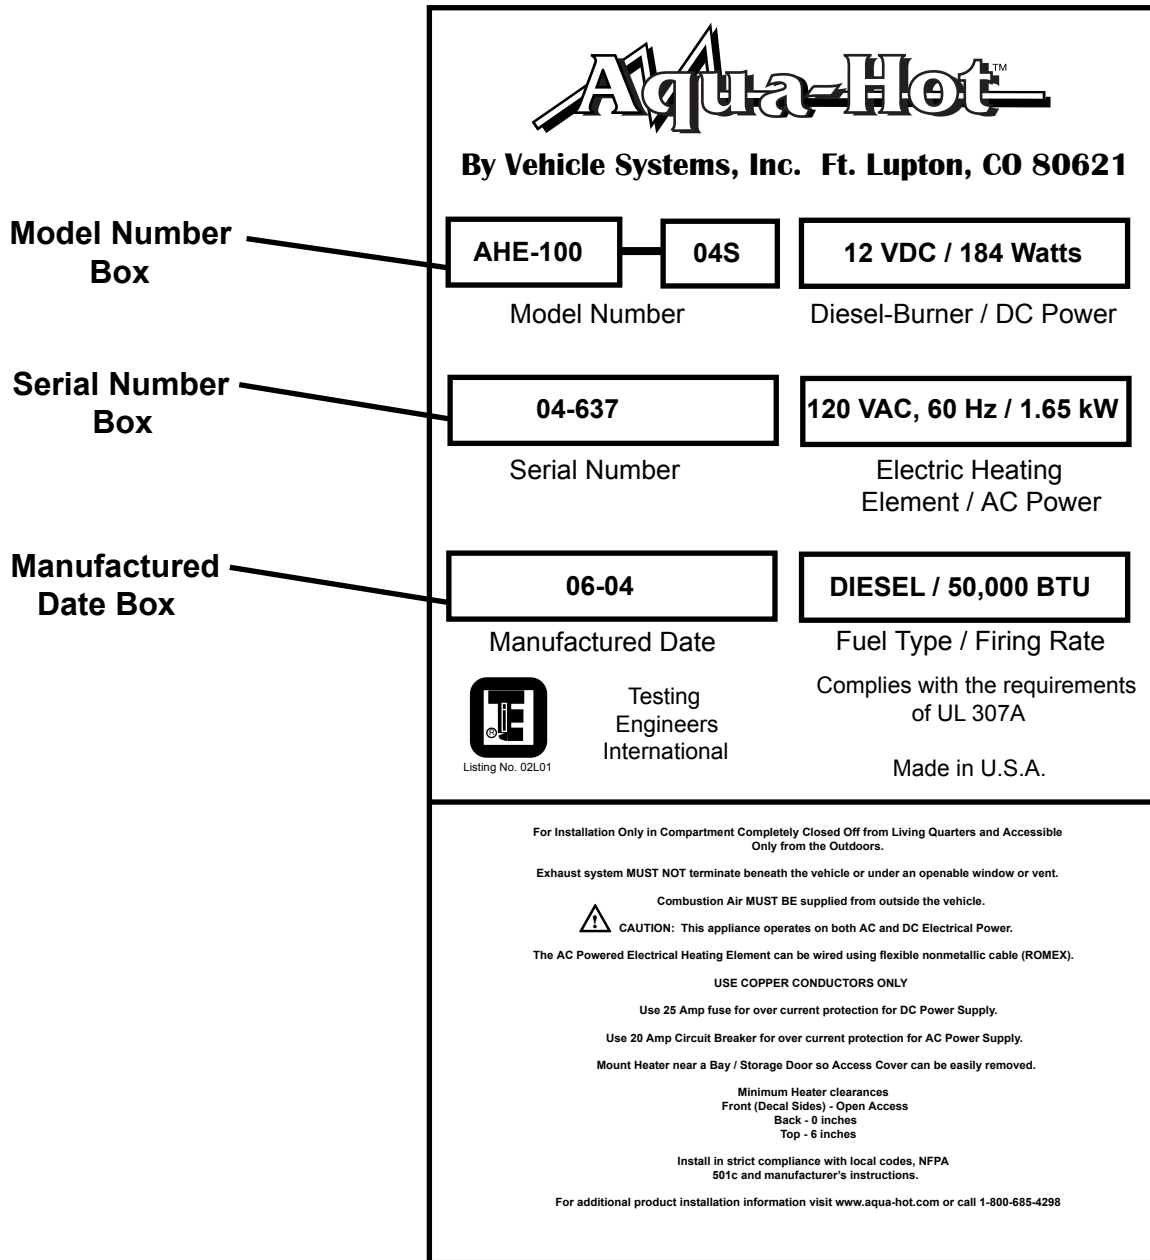 Aqua-Hot™
By Vehicle Systems, Inc. Ft. Lupton, CO 80621
Model Number
Box
AHE-100
04S
12 VDC / 184 Watts
Model Number
Diesel-Burner / DC Power
Serial Number
Box
04-637
120 VAC, 60 Hz / 1.65 kW
Serial Number
Electric Heating
Element / AC Power
Manufactured
Date Box
06-04
DIESEL / 50,000 BTU
Manufactured Date
Fuel Type / Firing Rate
TE
®
Listing No. 02L01
Testing
Engineers
International
Complies with the requirements
of UL 307A
Made in U.S.A.
For Installation Only in Compartment Completely Closed Off from Living Quarters and Accessible
Only from the Outdoors.
Exhaust system MUST NOT terminate beneath the vehicle or under an openable window or vent.
Combustion Air MUST BE supplied from outside the vehicle.
CAUTION: This appliance operates on both AC and DC Electrical Power.
The AC Powered Electrical Heating Element can be wired using flexible nonmetallic cable (ROMEX).
USE COPPER CONDUCTORS ONLY
Use 25 Amp fuse for over current protection for DC Power Supply.
Use 20 Amp Circuit Breaker for over current protection for AC Power Supply.
Mount Heater near a Bay / Storage Door so Access Cover can be easily removed.
Minimum Heater clearances
Front (Decal Sides) - Open Access
Back - 0 inches
Top - 6 inches
Install in strict compliance with local codes, NFPA
501c and manufacturer's instructions.
For additional product installation information visit www.aqua-hot.com or call 1-800-685-4298